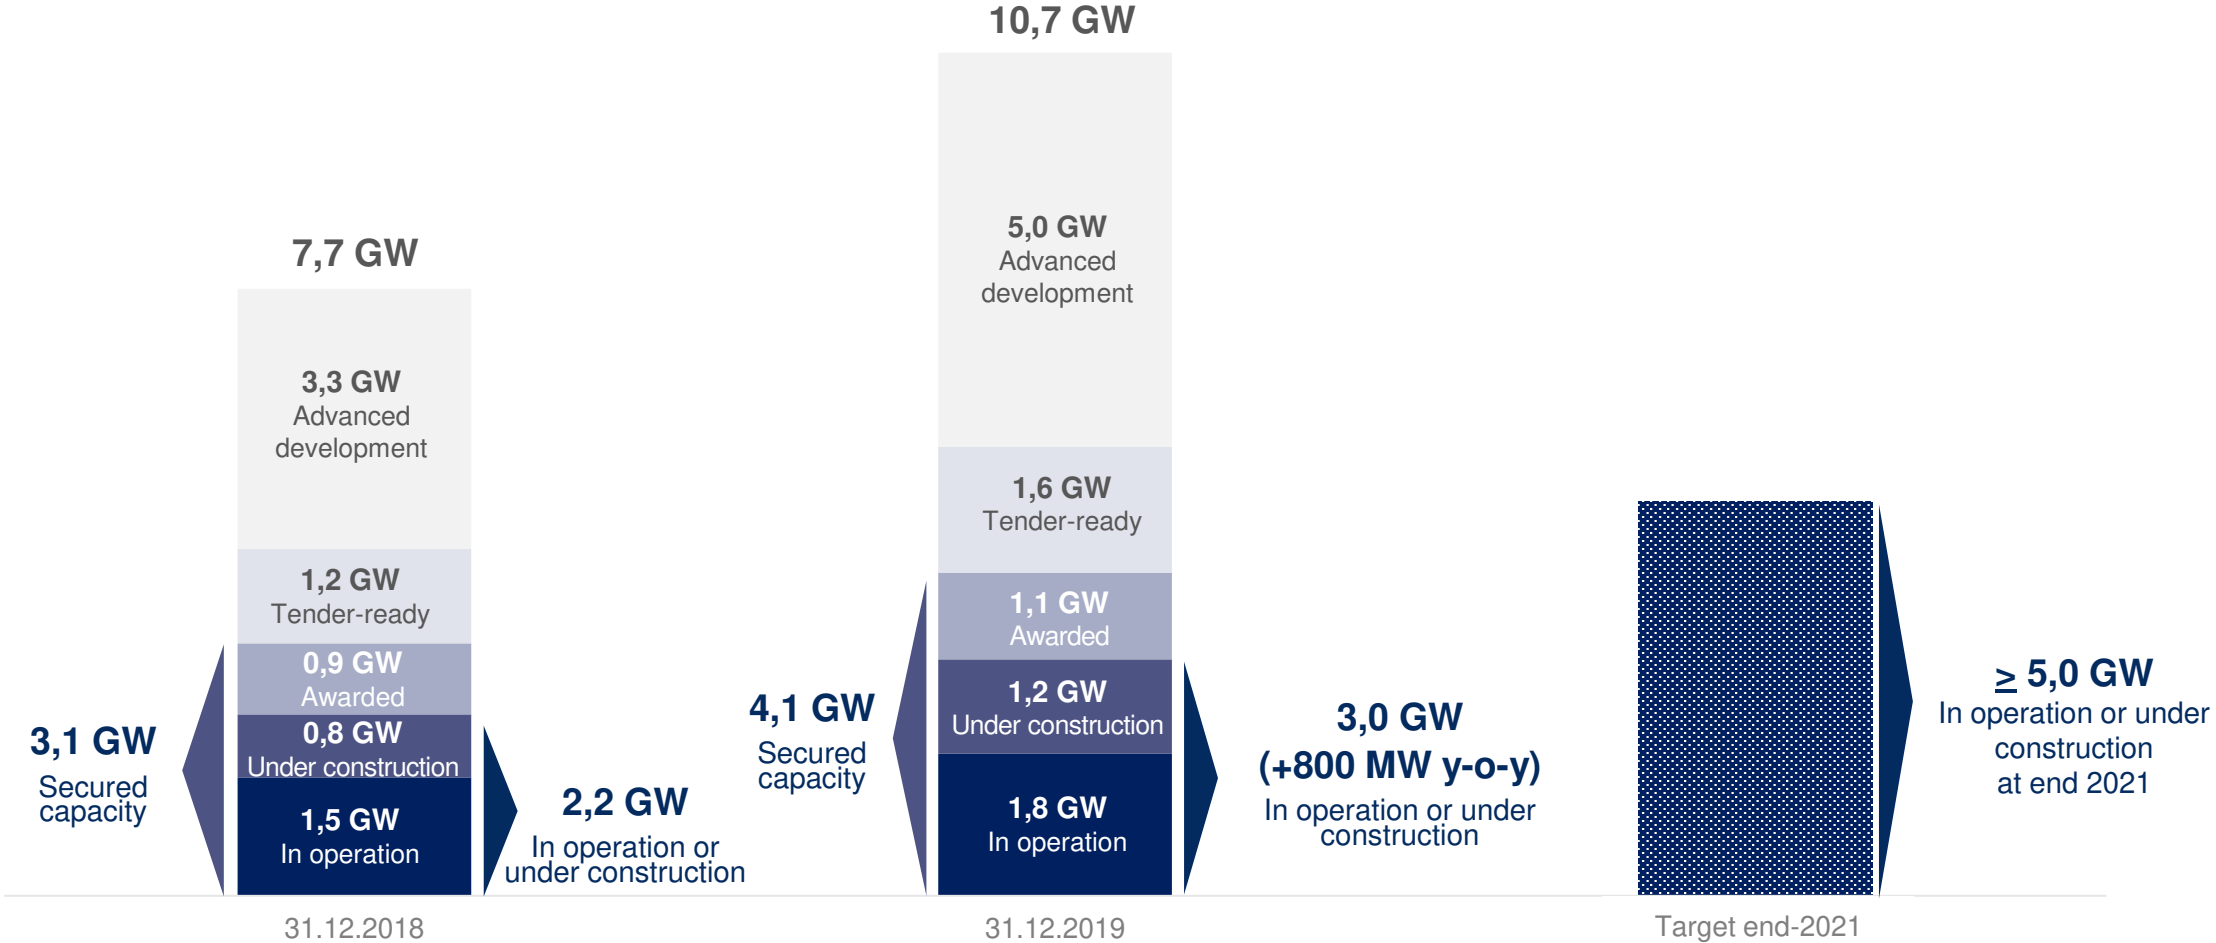 7,7 GW
3,3 GW
Advanced
development
1,2 GW
Tender-ready
0,9 GW
Awarded
0,8 GW
Under construction
1,5 GW
In operation
3,1 GW
Secured
capacity
2,2 GW
In operation or
under construction
31.12.2018
10,7 GW
5,0 GW
Advanced
development
1,6 GW
Tender-ready
1,1 GW
Awarded
1,2 GW
Under construction
1,8 GW
In operation
4,1 GW
Secured
capacity
3,0 GW
(+800 MW y-o-y)
In operation or under
construction
31.12.2019
≥ 5,0 GW
In operation or under
construction
at end 2021
Target end-2021